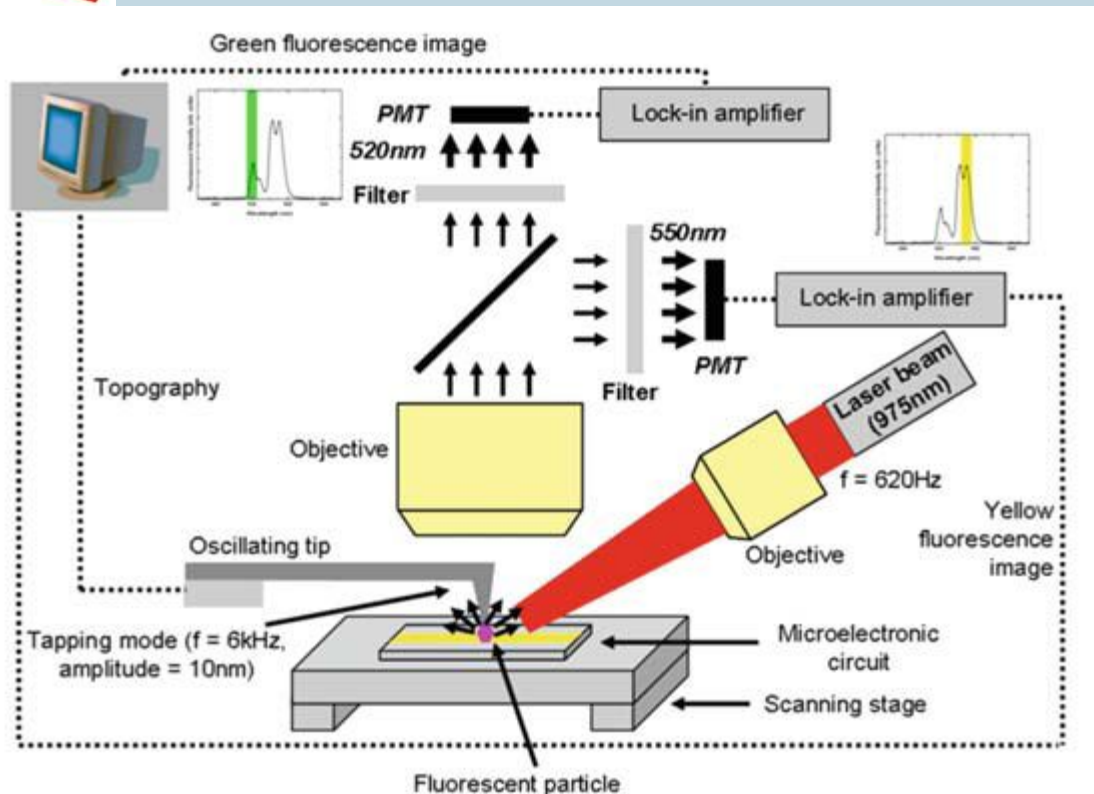 Green fluorescence image
PMT
Lock-in amplifier
520nm
Filter
550nm
Lock-in amplifier
PMT
Filter
Topography
Laser beam
(975nm)
Objective
f = 620Hz
Yellow
fluorescence
image
Objective
Oscillating tip
Tapping mode (f = 6kHz,
amplitude = 10nm)
Microelectronic
circuit
Scanning stage
Fluorescent particle